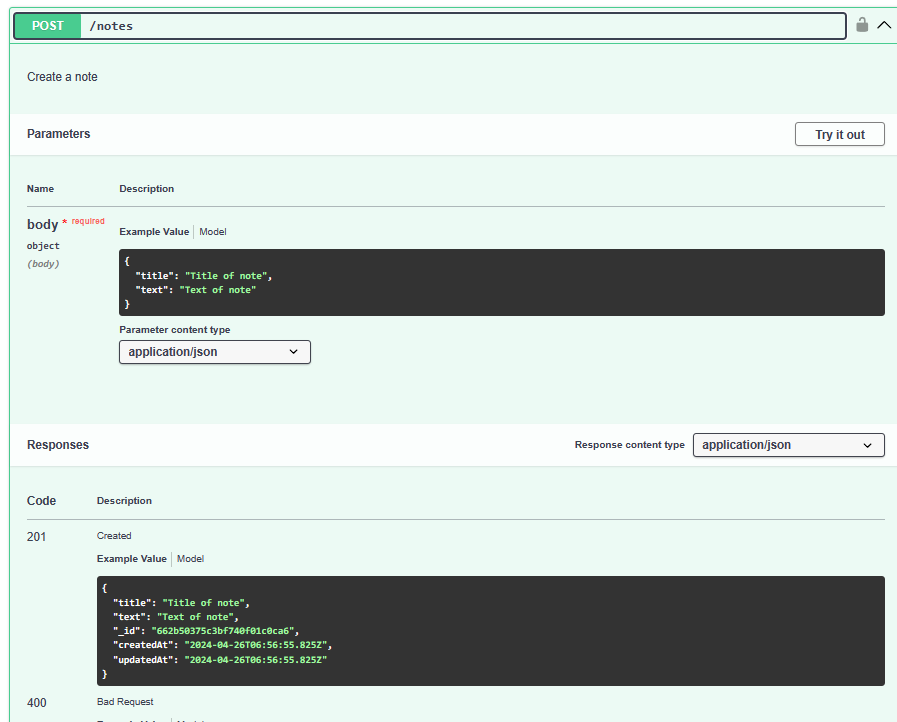 POST /notes
Create a note
Parameters Try it out
Name Description
body * required
object
(body)
Example Value Model
{
"title": "Title of note",
"text": "Text of note"
}
Parameter content type
application/json
Responses Response content type application/json
Code Description
201 Created
Example Value Model
{
"title": "Title of note",
"text": "Text of note",
"_id": "662b50375c3bf740f01c0ca6",
"createdAt": "2024-04-26T06:56:55.825Z",
"updatedAt": "2024-04-26T06:56:55.825Z"
}
400 Bad Request